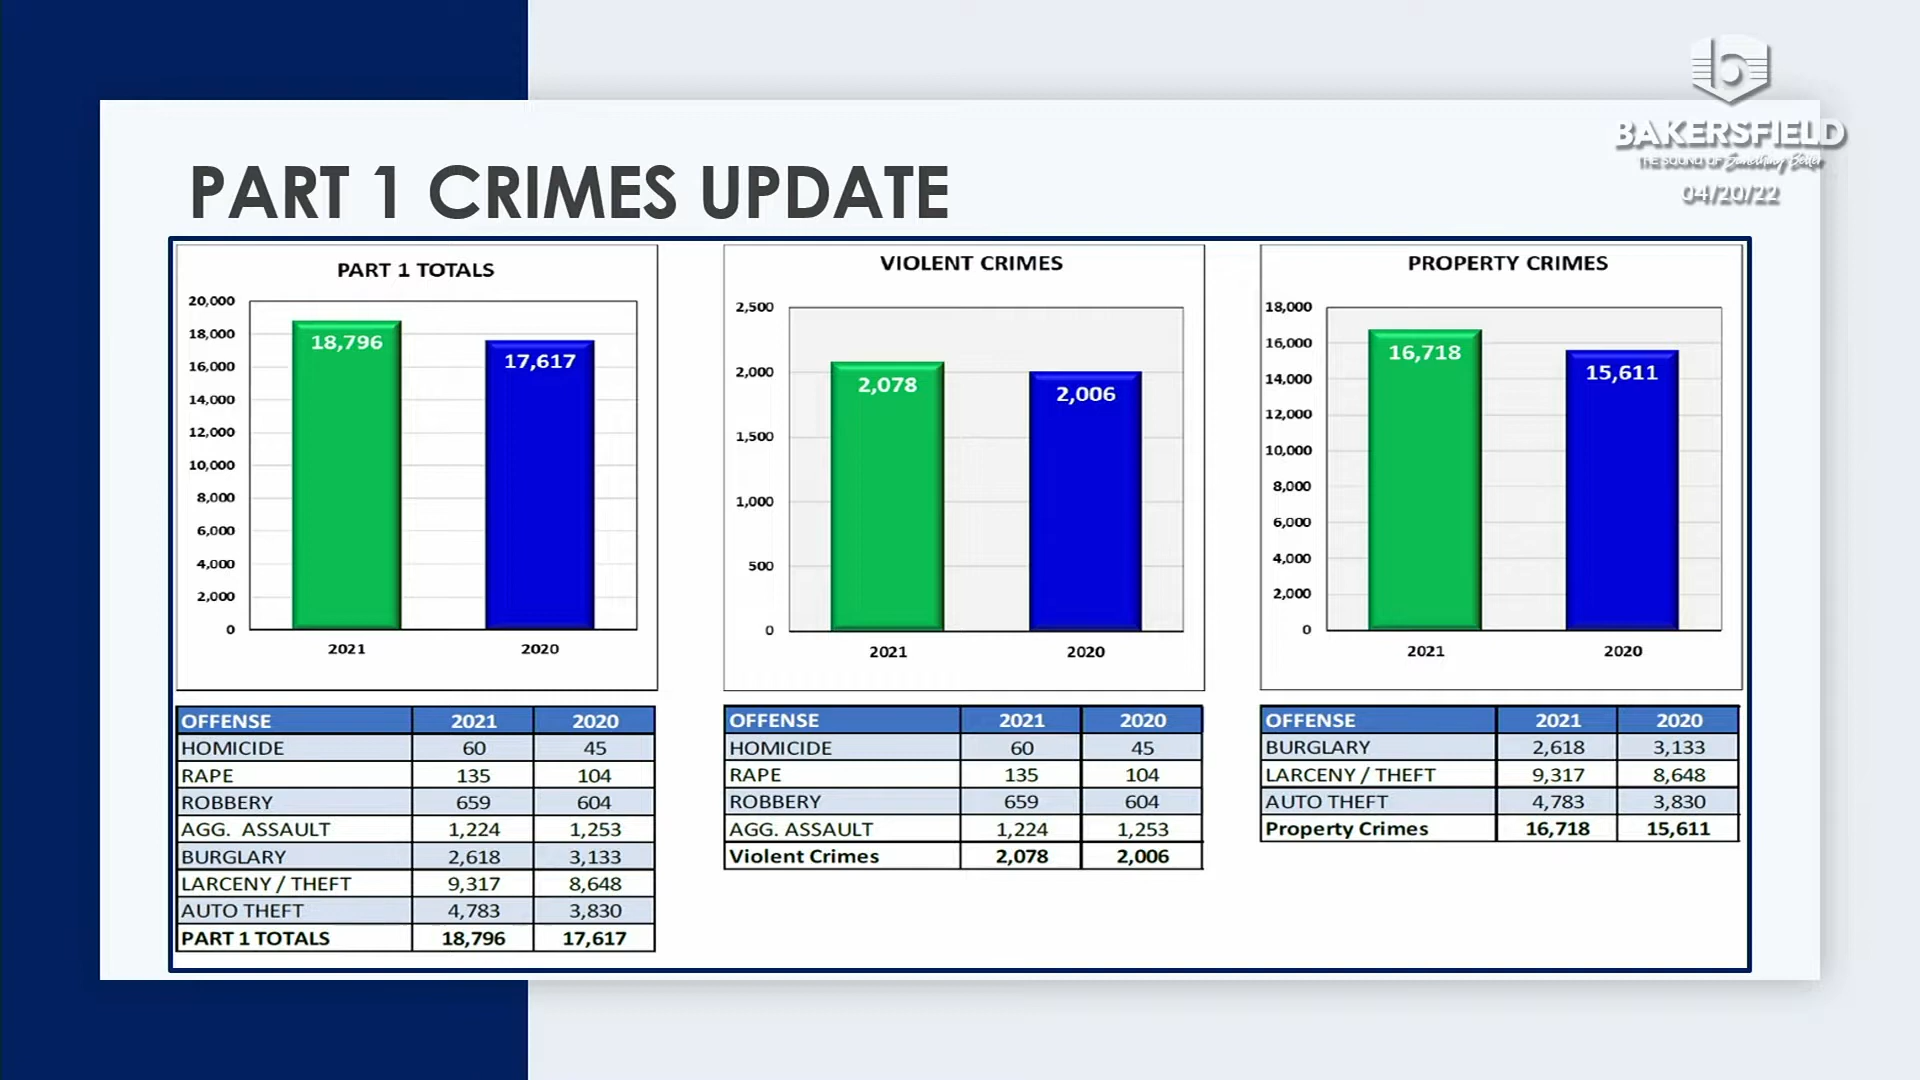 BAKERSFIELD
THE SOUND OF Something Better
04/20/22
PART 1 CRIMES UPDATE
PART 1 TOTALS
20,000
18,000
16,000
14,000
12,000
10,000
8,000
6,000
4,000
2,000
0
18,796
17,617
2021 2020
VIOLENT CRIMES
2,500
2,000
1,500
1,000
500
0
2,078
2,006
2021 2020
PROPERTY CRIMES
18,000
16,000
14,000
12,000
10,000
8,000
6,000
4,000
2,000
0
16,718
15,611
2021 2020
OFFENSE 2021 2020
HOMICIDE 60 45
RAPE 135 104
ROBBERY 659 604
AGG. ASSAULT 1,224 1,253
BURGLARY 2,618 3,133
LARCENY / THEFT 9,317 8,648
AUTO THEFT 4,783 3,830
PART 1 TOTALS 18,796 17,617
OFFENSE 2021 2020
HOMICIDE 60 45
RAPE 135 104
ROBBERY 659 604
AGG. ASSAULT 1,224 1,253
Violent Crimes 2,078 2,006
OFFENSE 2021 2020
BURGLARY 2,618 3,133
LARCENY / THEFT 9,317 8,648
AUTO THEFT 4,783 3,830
Property Crimes 16,718 15,611